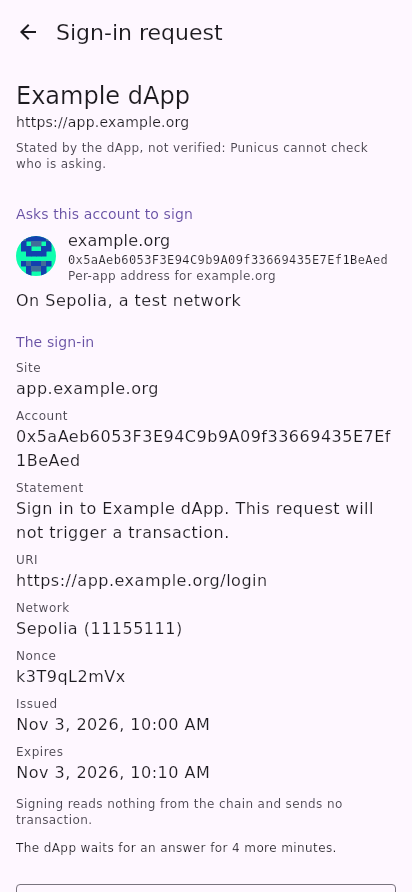 Sign-in request
Example dApp
https://app.example.org
Stated by the dApp, not verified: Punicus cannot check
who is asking.
Asks this account to sign
example.org
0x5aAeb6053F3E94C9b9A09f33669435E7Ef1BeAed
Per-app address for example.org
On Sepolia, a test network
The sign-in
Site
app.example.org
Account
0x5aAeb6053F3E94C9b9A09f33669435E7Ef
1BeAed
Statement
Sign in to Example dApp. This request will
not trigger a transaction.
URI
https://app.example.org/login
Network
Sepolia (11155111)
Nonce
k3T9qL2mVx
Issued
Nov 3, 2026, 10:00 AM
Expires
Nov 3, 2026, 10:10 AM
Signing reads nothing from the chain and sends no
transaction.
The dApp waits for an answer for 4 more minutes.